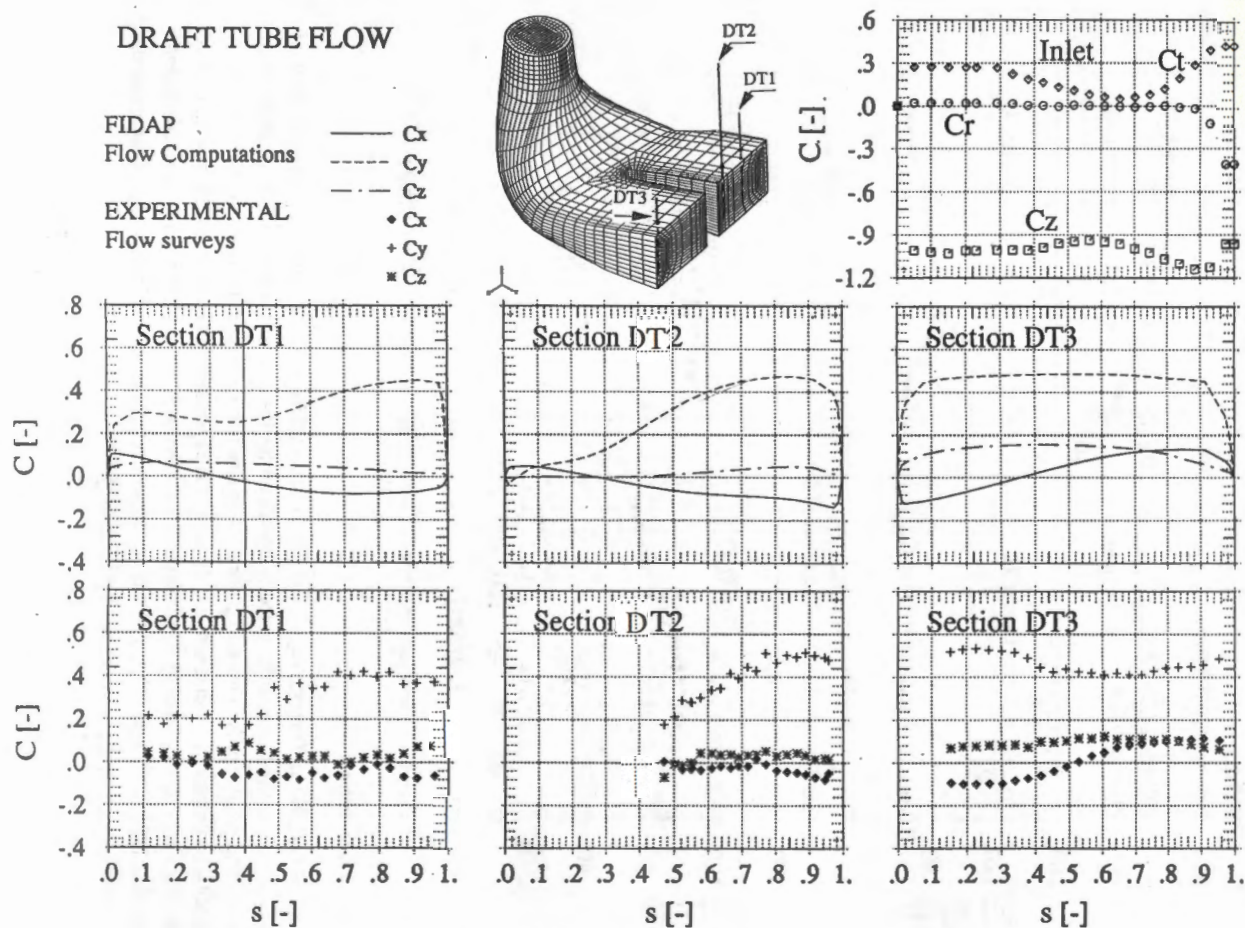 DRAFT TUBE FLOW
FIDAP
Flow Computations
Cx
Cy
Cz
EXPERIMENTAL
Flow surveys
Cx
Cy
Cz
DT2
DT1
DT3
.6
.3
.0
-.3
-.6
-.9
-1.2
C [-]
Inlet
Ct
Cr
Cz
.8
.6
.4
.2
.0
-.2
-.4
C [-]
Section DT1
Section DT2
Section DT3
.8
.6
.4
.2
.0
-.2
-.4
C [-]
Section DT1
Section DT2
Section DT3
.0 .1 .2 .3 .4 .5 .6 .7 .8 .9 1.
.0 .1 .2 .3 .4 .5 .6 .7 .8 .9 1.
.0 .1 .2 .3 .4 .5 .6 .7 .8 .9 1.
s [-]
s [-]
s [-]